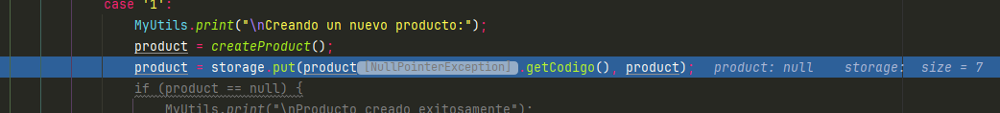 case '1':
MyUtils.print("\nCreando un nuevo producto:");
product = createProduct();
product = storage.put(product [NullPointerException] .getCodigo(), product); product: null storage: size = 7
if (product == null) {
MyUtils.print("\nProducto creado exitosamente");